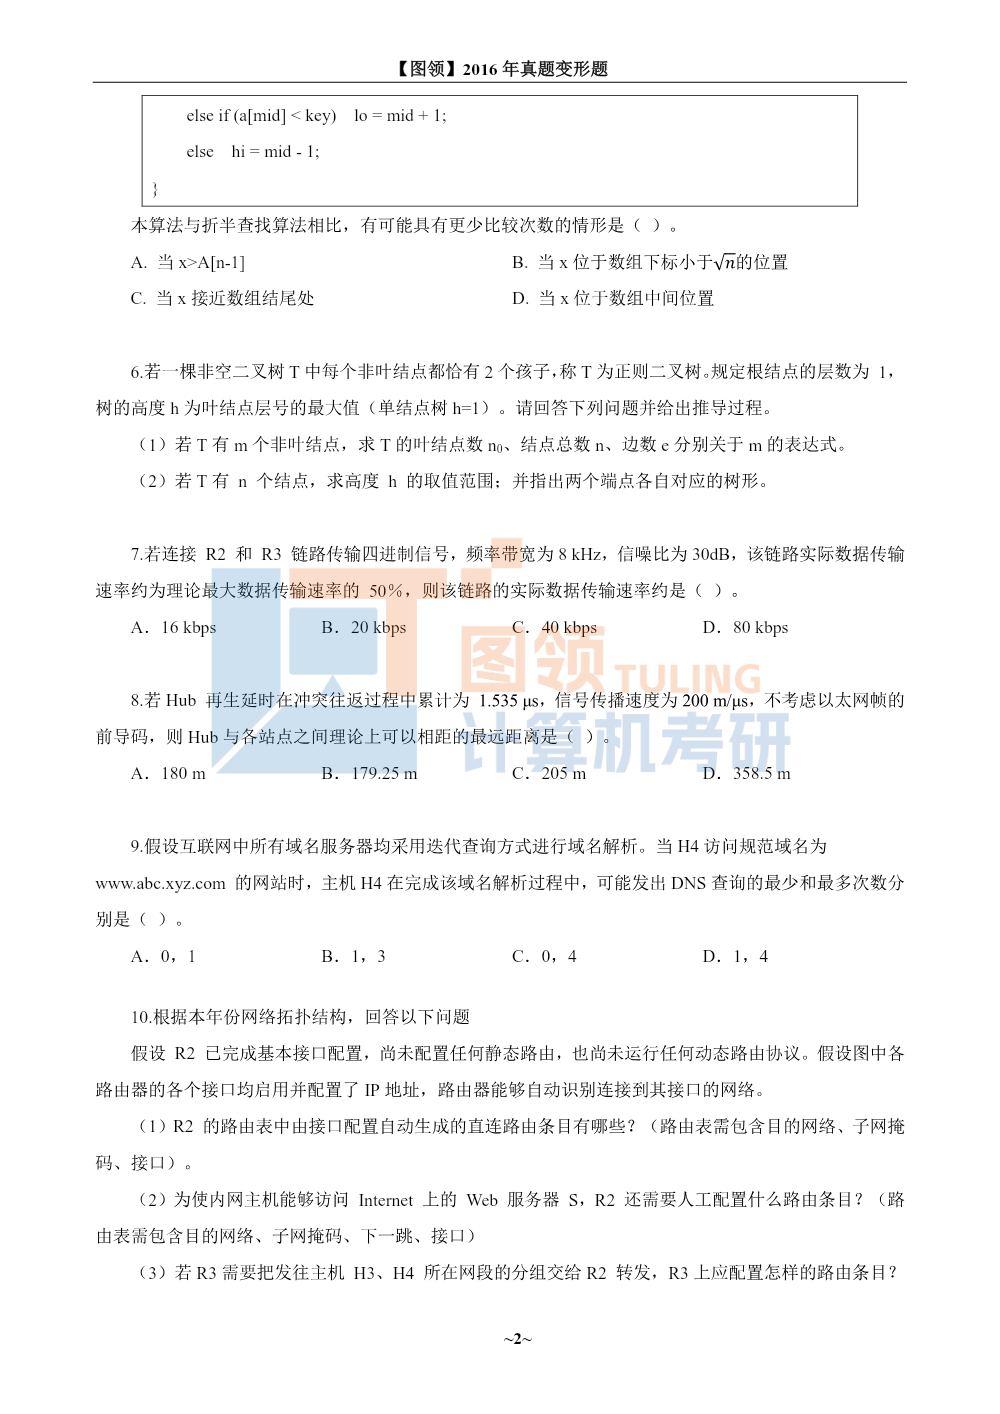 【图领】2016 年真题变形题
else if (a[mid] < key) lo = mid + 1;
else hi = mid - 1;
}
本算法与折半查找算法相比，有可能具有更少比较次数的情形是（ ）。
A. 当 x>A[n-1] B. 当 x 位于数组下标小于√n的位置
C. 当 x 接近数组结尾处 D. 当 x 位于数组中间位置
6.若一棵非空二叉树 T 中每个非叶结点都恰有 2 个孩子，称 T 为正则二叉树。规定根结点的层数为 1，
树的高度 h 为叶结点层号的最大值（单结点树 h=1）。请回答下列问题并给出推导过程。
（1）若 T 有 m 个非叶结点，求 T 的叶结点数 n₀、结点总数 n、边数 e 分别关于 m 的表达式。
（2）若 T 有 n 个结点，求高度 h 的取值范围；并指出两个端点各自对应的树形。
7.若连接 R2 和 R3 链路传输四进制信号，频率带宽为 8 kHz，信噪比为 30dB，该链路实际数据传输
速率约为理论最大数据传输速率的 50%，则该链路的实际数据传输速率约是（ ）。
A．16 kbps B．20 kbps C．40 kbps D．80 kbps
图领 TULING
计算机考研
8.若 Hub 再生延时在冲突往返过程中累计为 1.535 μs，信号传播速度为 200 m/μs，不考虑以太网帧的
前导码，则 Hub 与各站点之间理论上可以相距的最远距离是（ ）。
A．180 m B．179.25 m C．205 m D．358.5 m
9.假设互联网中所有域名服务器均采用迭代查询方式进行域名解析。当 H4 访问规范域名为
www.abc.xyz.com 的网站时，主机 H4 在完成该域名解析过程中，可能发出 DNS 查询的最少和最多次数分
别是（ ）。
A．0，1 B．1，3 C．0，4 D．1，4
10.根据本年份网络拓扑结构，回答以下问题
假设 R2 已完成基本接口配置，尚未配置任何静态路由，也尚未运行任何动态路由协议。假设图中各
路由器的各个接口均启用并配置了 IP 地址，路由器能够自动识别连接到其接口的网络。
（1）R2 的路由表中由接口配置自动生成的直连路由条目有哪些？（路由表需包含目的网络、子网掩
码、接口）。
（2）为使内网主机能够访问 Internet 上的 Web 服务器 S，R2 还需要人工配置什么路由条目？（路
由表需包含目的网络、子网掩码、下一跳、接口）
（3）若 R3 需要把发往主机 H3、H4 所在网段的分组交给 R2 转发，R3 上应配置怎样的路由条目？
~2~